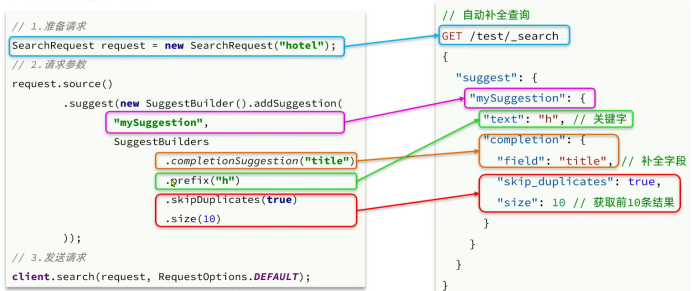 // 1.准备请求
SearchRequest request = new SearchRequest("hotel");
// 2.请求参数
request.source()
.suggest(new SuggestBuilder().addSuggestion(
"mySuggestion",
SuggestBuilders
.completionSuggestion("title")
.prefix("h")
.skipDuplicates(true)
.size(10)
));
// 3.发送请求
client.search(request, RequestOptions.DEFAULT);
// 自动补全查询
GET /test/_search
{
"suggest": {
"mySuggestion": {
"text": "h", // 关键字
"completion": {
"field": "title", // 补全字段
"skip_duplicates": true,
"size": 10 // 获取前10条结果
}
}
}
}